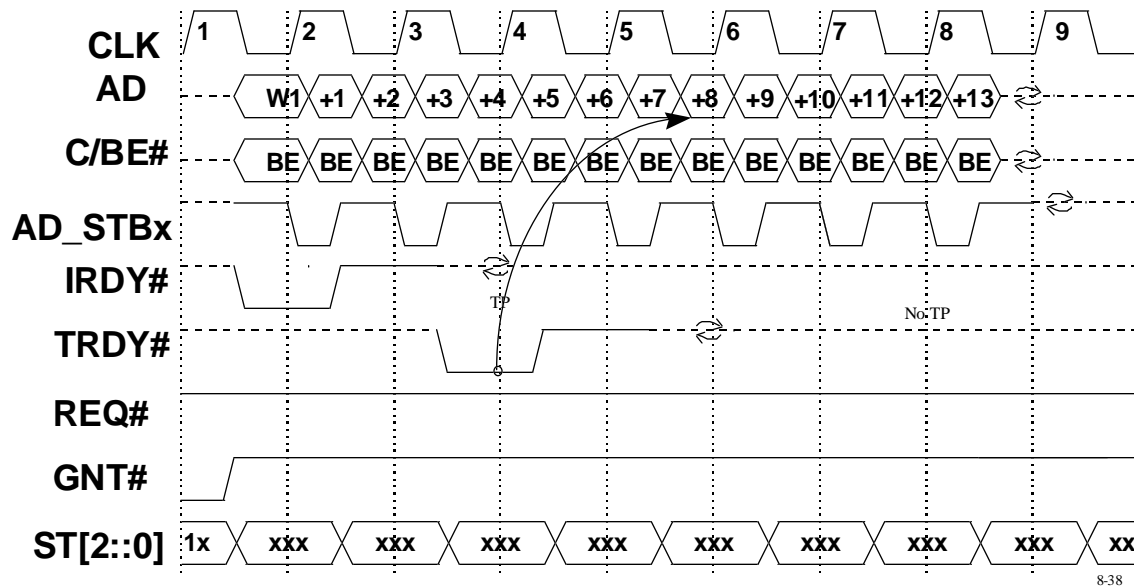 CLK 1 2 3 4 5 6 7 8 9
AD W1 +1 +2 +3 +4 +5 +6 +7 +8 +9 +10 +11 +12 +13
C/BE# BE BE BE BE BE BE BE BE BE BE BE BE BE BE
AD_STBx
IRDY#
TP
No TP
TRDY#
REQ#
GNT#
ST[2::0] 1x xxx xxx xxx xxx xxx xxx xxx xxx xx
8-38